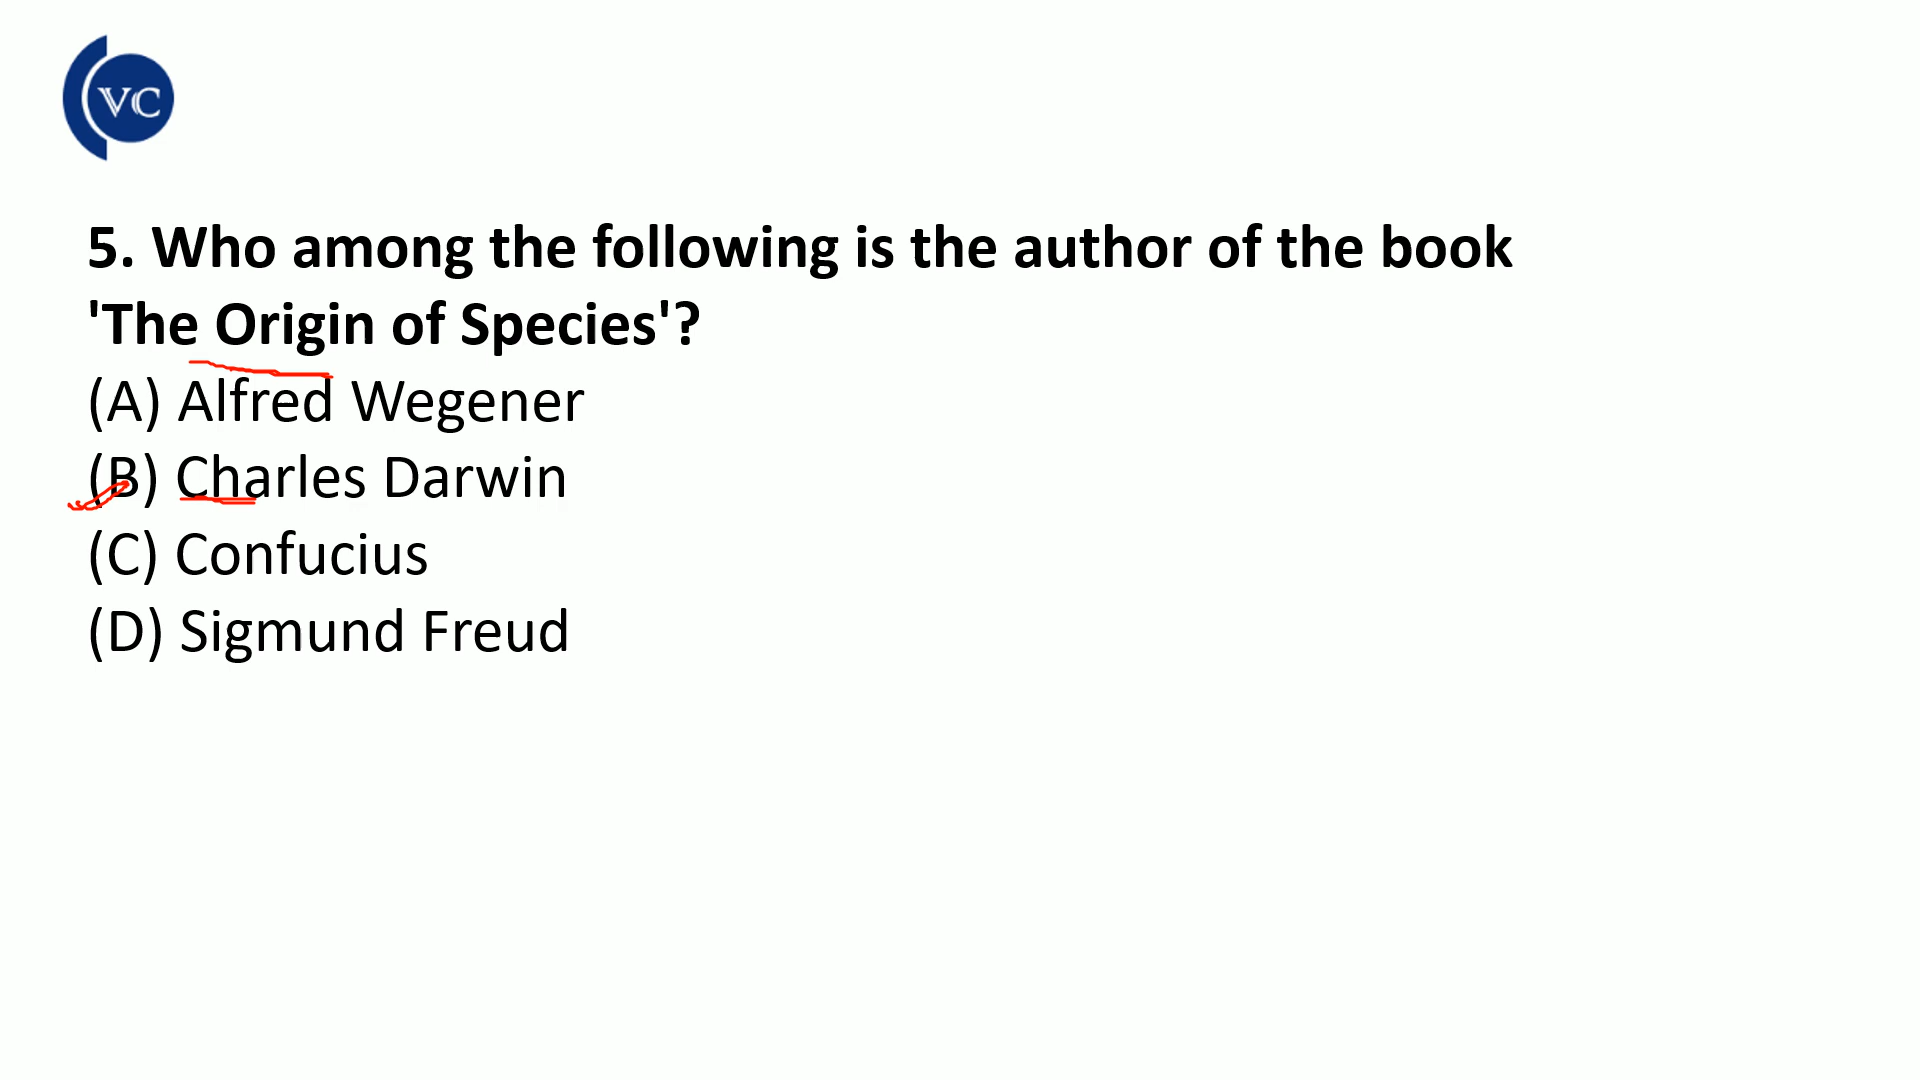 VC
5. Who among the following is the author of the book
'The Origin of Species'?
(A) Alfred Wegener
(B) Charles Darwin
(C) Confucius
(D) Sigmund Freud